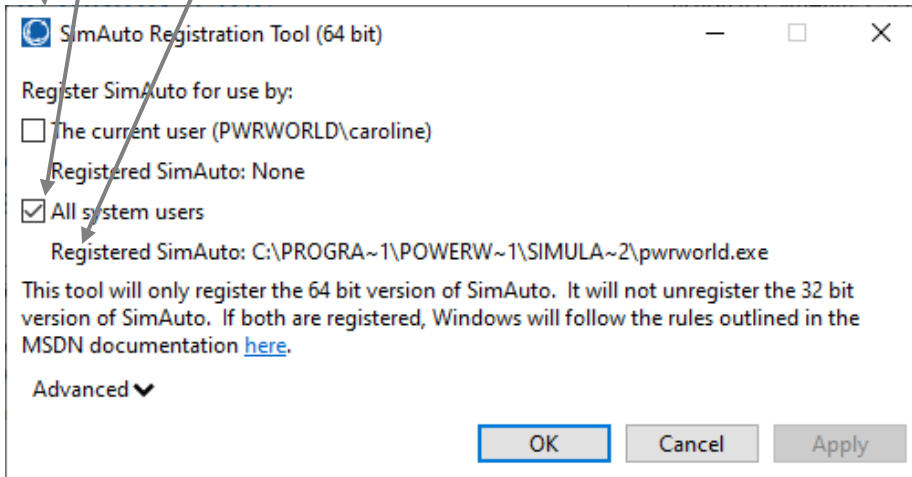 SimAuto Registration Tool (64 bit)
Register SimAuto for use by:
The current user (PWRWORLD\caroline)
Registered SimAuto: None
All system users
Registered SimAuto: C:\PROGRA~1\POWERW~1\SIMULA~2\pwrworld.exe
This tool will only register the 64 bit version of SimAuto. It will not unregister the 32 bit
version of SimAuto. If both are registered, Windows will follow the rules outlined in the
MSDN documentation here.
Advanced
OK Cancel Apply